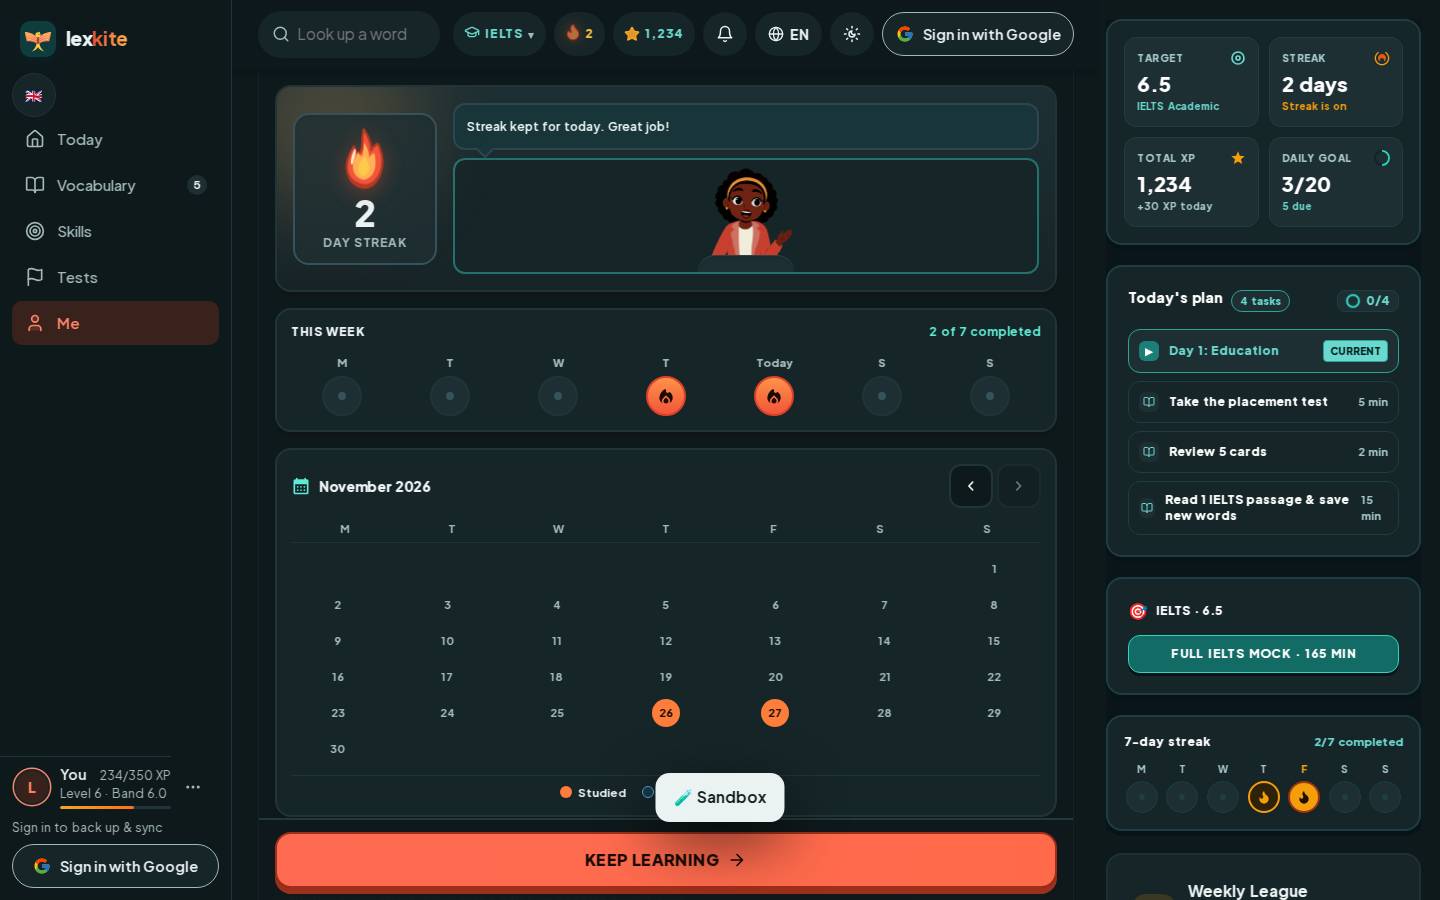 lexkite
Today
Vocabulary 5
Skills
Tests
Me
You 234/350 XP
Level 6 · Band 6.0
Sign in to back up & sync
Sign in with Google
Look up a word
IELTS ▾
2
1,234
EN
Sign in with Google
2
DAY STREAK
Streak kept for today. Great job!
THIS WEEK 2 of 7 completed
M T W T Today S S
November 2026
M T W T F S S
1
2 3 4 5 6 7 8
9 10 11 12 13 14 15
16 17 18 19 20 21 22
23 24 25 26 27 28 29
30
Studied
Sandbox
KEEP LEARNING →
TARGET
6.5
IELTS Academic
STREAK
2 days
Streak is on
TOTAL XP
1,234
+30 XP today
DAILY GOAL
3/20
5 due
Today's plan 4 tasks 0/4
Day 1: Education CURRENT
Take the placement test 5 min
Review 5 cards 2 min
Read 1 IELTS passage & save 15
new words min
IELTS · 6.5
FULL IELTS MOCK · 165 MIN
7-day streak 2/7 completed
M T W T F S S
Weekly League
L